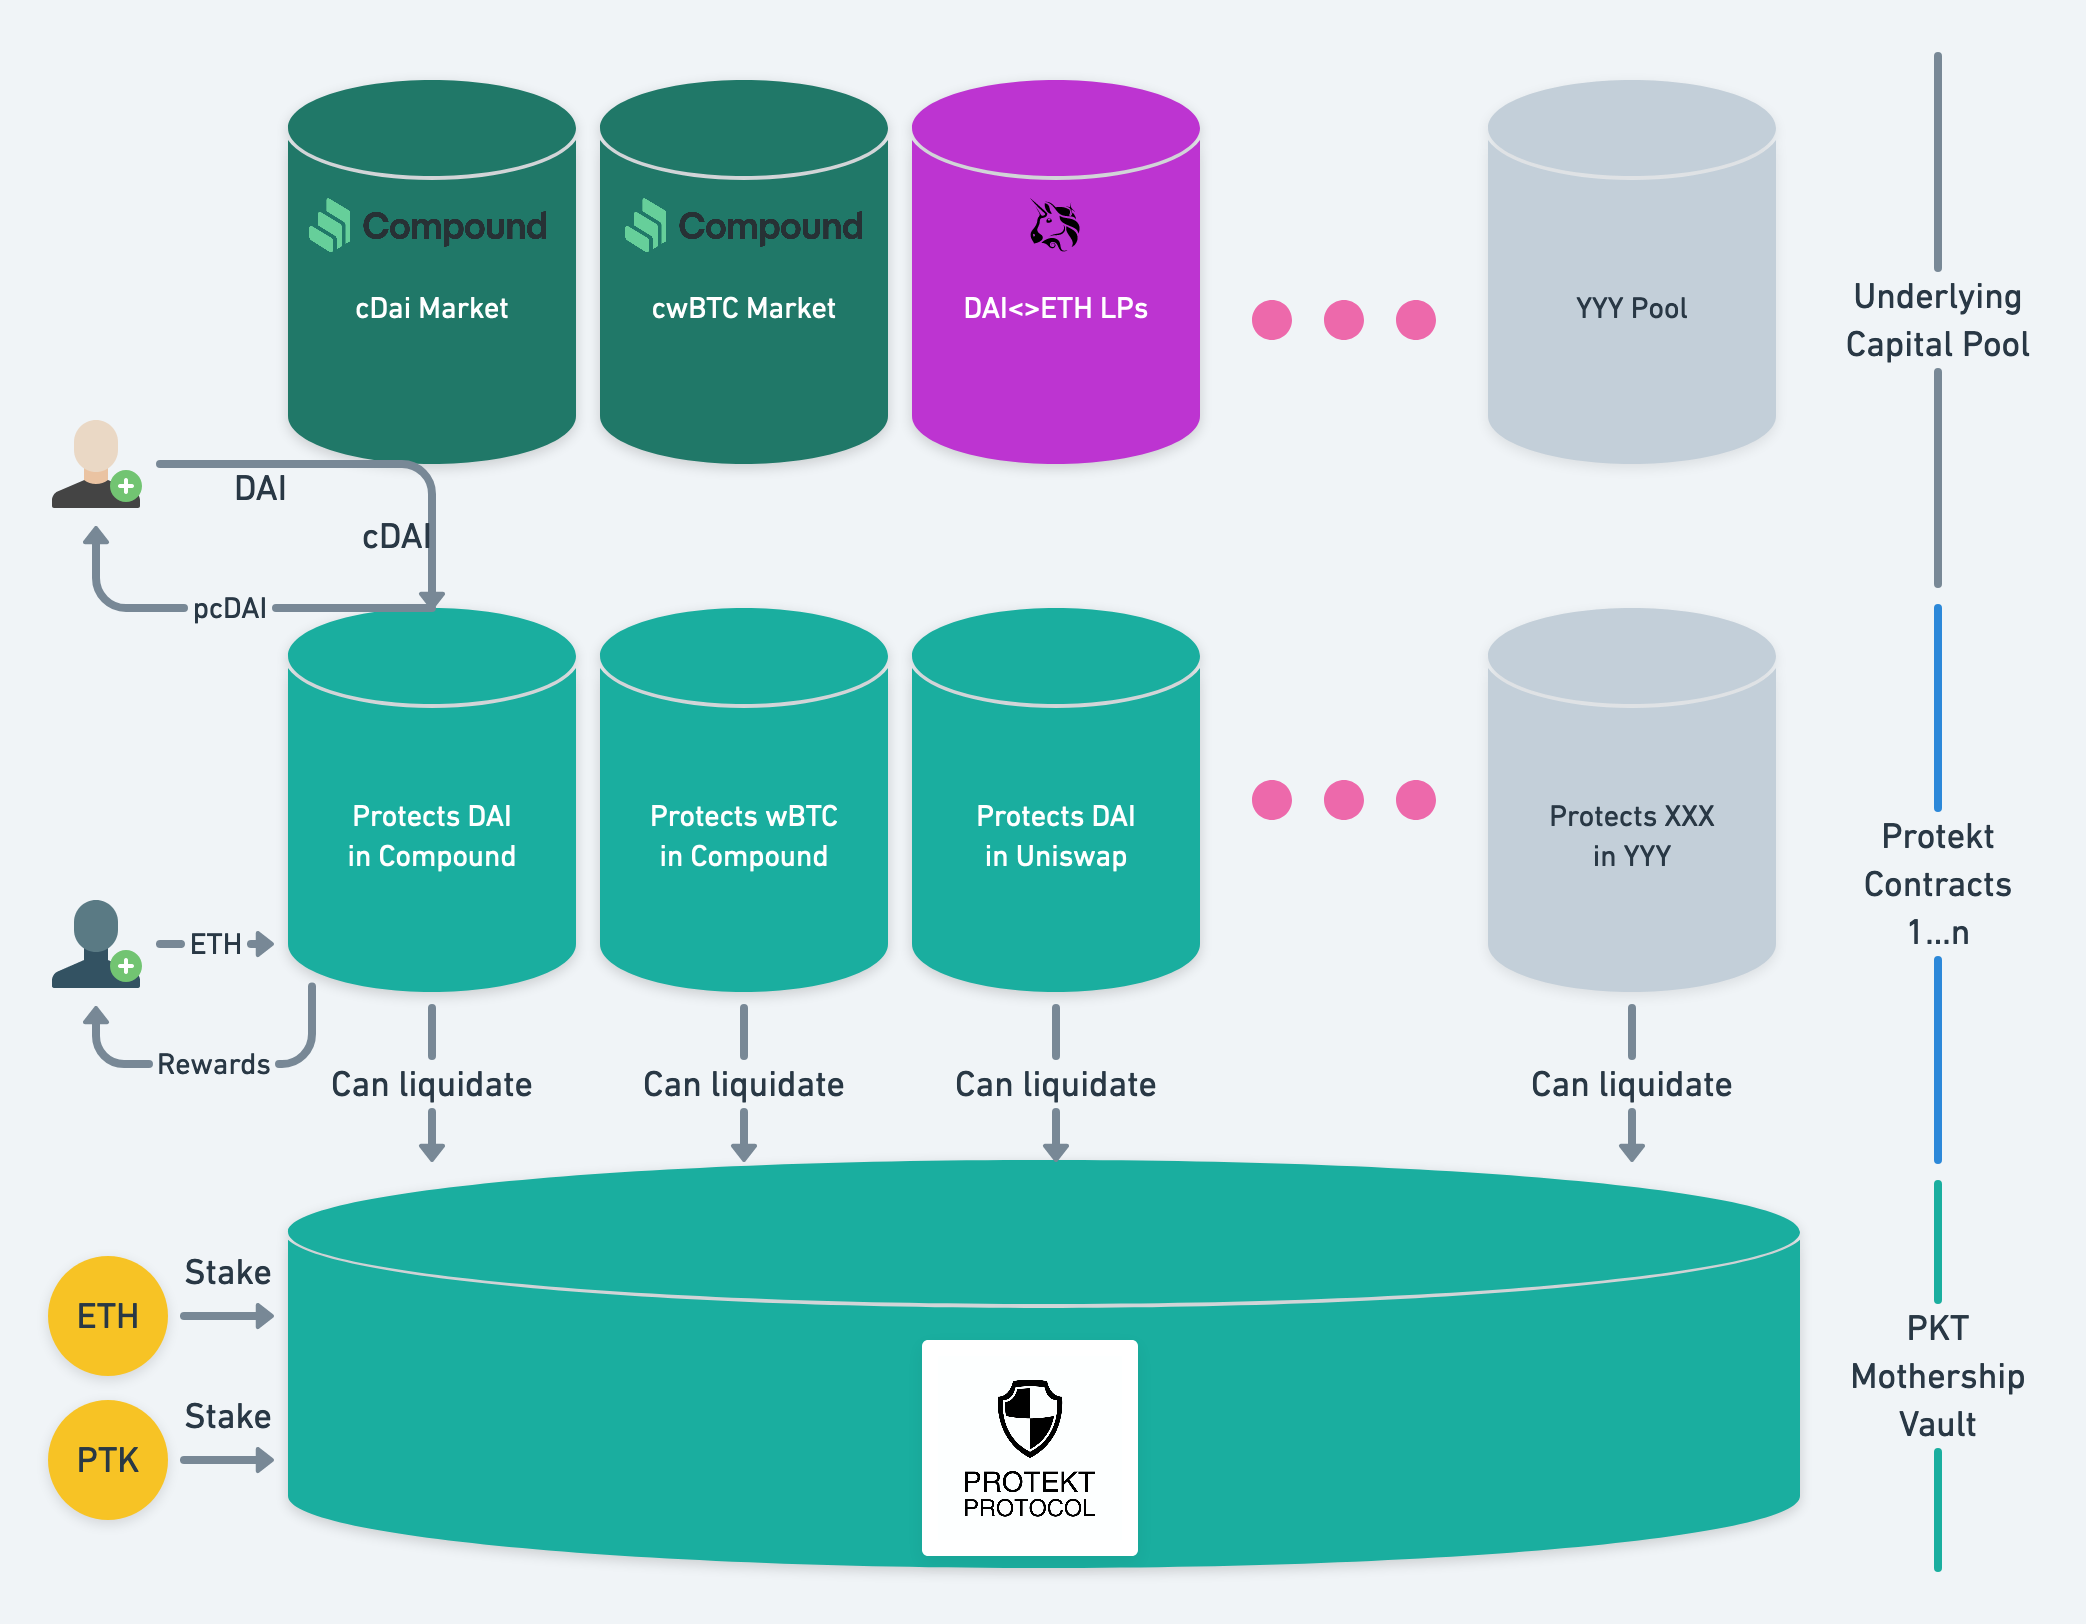 Compound
cDai Market
Compound
cwBTC Market
DAI<>ETH LPs
YYY Pool
Underlying
Capital Pool
DAI
cDAI
pcDAI
Protects DAI
in Compound
Protects wBTC
in Compound
Protects DAI
in Uniswap
Protects XXX
in YYY
Protekt
Contracts
1...n
ETH
Rewards
Can liquidate
Can liquidate
Can liquidate
Can liquidate
ETH
Stake
PTK
Stake
PROTEKT
PROTOCOL
PKT
Mothership
Vault